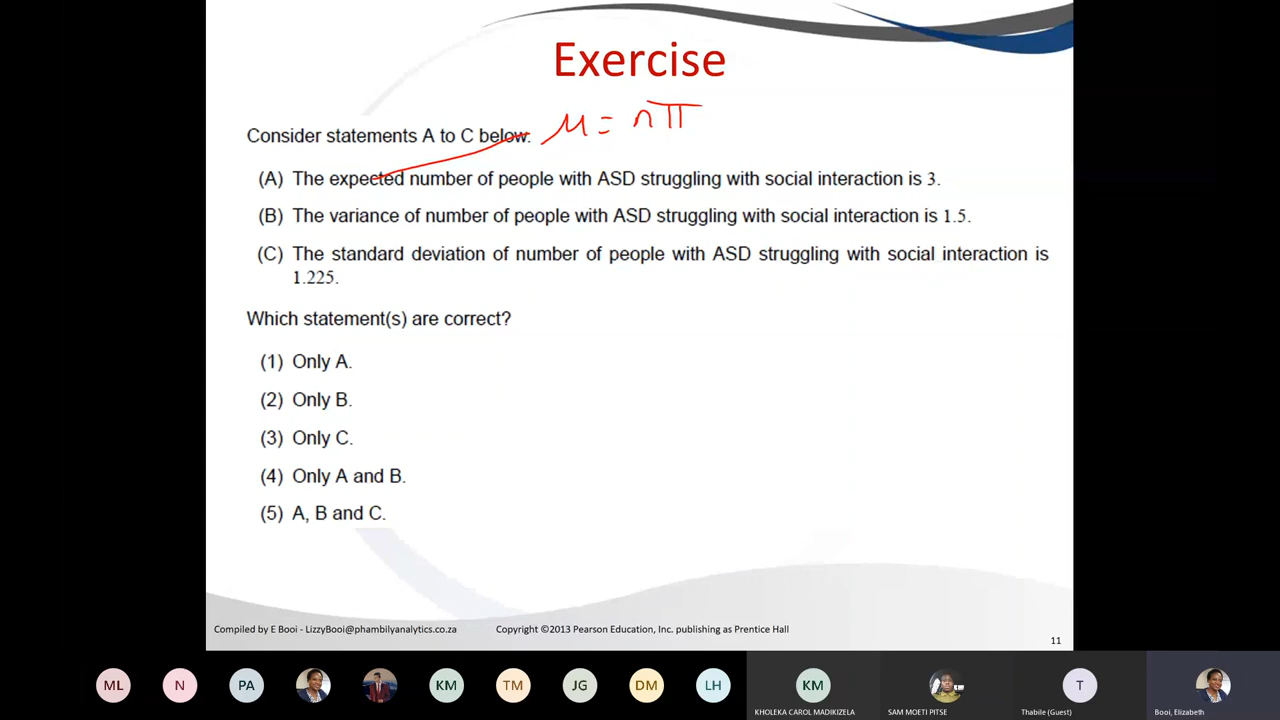 Exercise
μ = nπ
Consider statements A to C below.
(A) The expected number of people with ASD struggling with social interaction is 3.
(B) The variance of number of people with ASD struggling with social interaction is 1.5.
(C) The standard deviation of number of people with ASD struggling with social interaction is
1.225.
Which statement(s) are correct?
(1) Only A.
(2) Only B.
(3) Only C.
(4) Only A and B.
(5) A, B and C.
Compiled by E Booi - LizzyBooi@phambilyanalytics.co.za Copyright ©2013 Pearson Education, Inc. publishing as Prentice Hall
11
ML N PA KM TM JG DM LH KM T
KHOLEKA CAROL MADIKIZELA SAM MOETI PITSE Thabile (Guest) Booi, Elizabeth